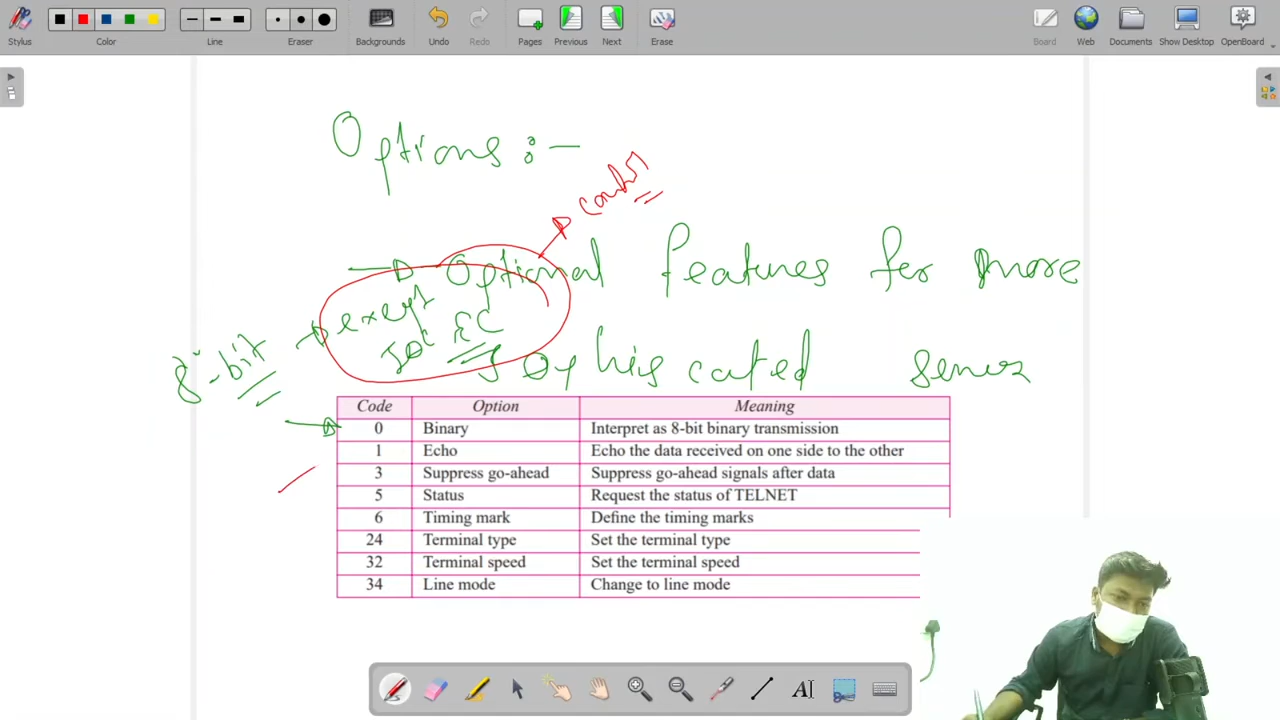 Stylus Color Line Eraser Backgrounds Undo Redo Pages Previous Next Erase Board Web Documents Show Desktop OpenBoard
Options :-
Optional features for more
except
EC
8-bit
Code Option Meaning
0 Binary Interpret as 8-bit binary transmission
1 Echo Echo the data received on one side to the other
3 Suppress go-ahead Suppress go-ahead signals after data
5 Status Request the status of TELNET
6 Timing mark Define the timing marks
24 Terminal type Set the terminal type
32 Terminal speed Set the terminal speed
34 Line mode Change to line mode